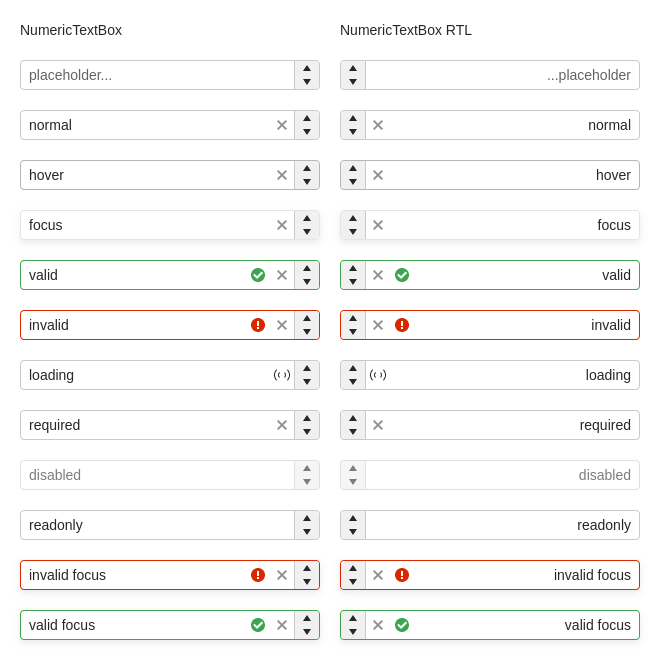 NumericTextBox
NumericTextBox RTL
placeholder...
...placeholder
normal
normal
hover
hover
focus
focus
valid
valid
invalid
invalid
loading
loading
required
required
disabled
disabled
readonly
readonly
invalid focus
invalid focus
valid focus
valid focus